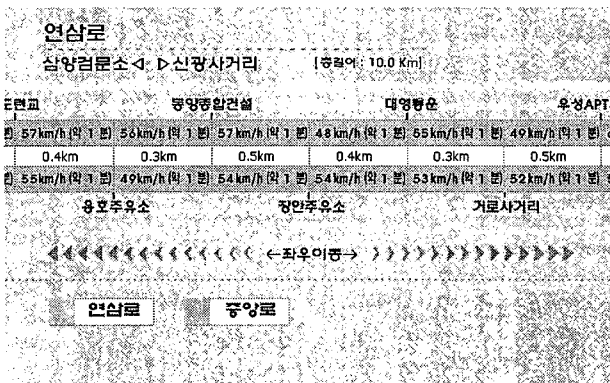 연삼로
삼양검문소◁ ▷신광사거리 [총길이 : 10.0 Km]
도련교 동양종합건설 대영통운 우성APT
분] 57km/h (약 1 분) 56km/h (약 1 분) 57km/h (약 1 분) 48km/h (약 1 분) 55km/h (약 1 분) 49km/h (약 1 분)
0.4km 0.3km 0.5km 0.4km 0.3km 0.5km
분] 55km/h (약 1 분) 49km/h (약 1 분) 54km/h (약 1 분) 54km/h (약 1 분) 53km/h (약 1 분) 52km/h (약 1 분)
용호주유소 장안주유소 거로사거리
←좌우이동→
연삼로 중앙로